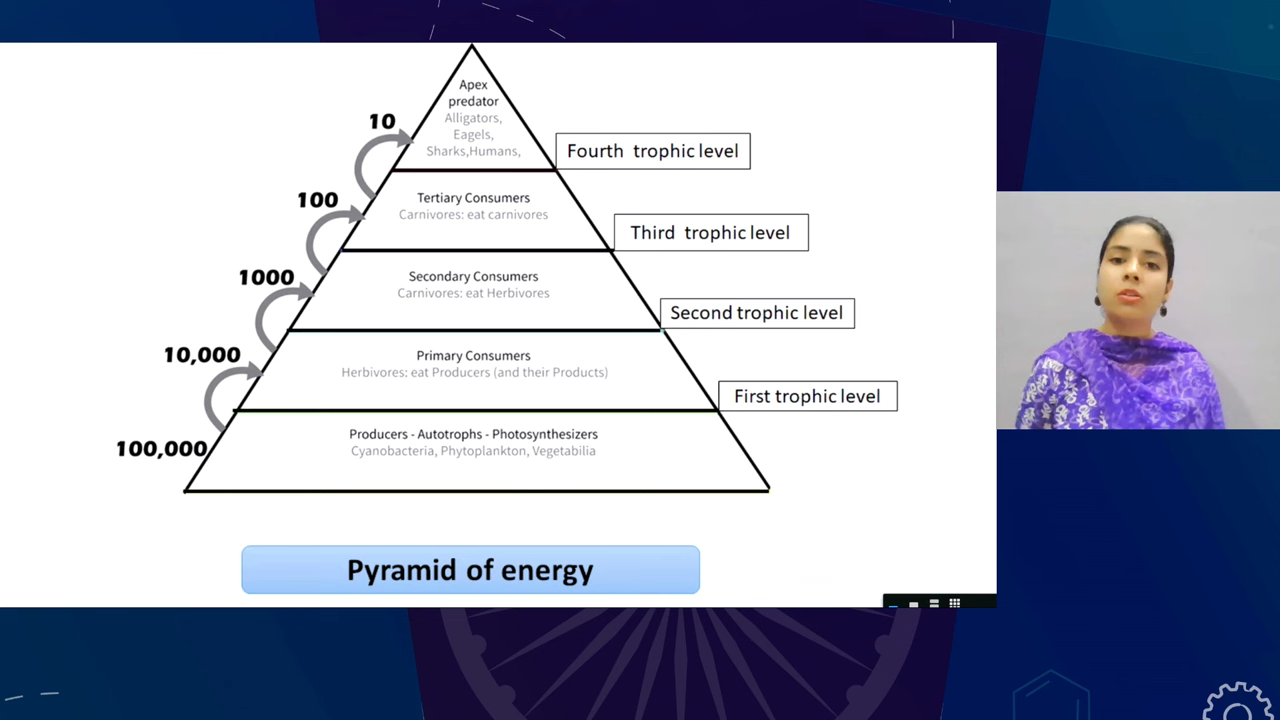 Apex
predator
Alligators,
Eagels,
Sharks,Humans,
10
Fourth trophic level
100
Tertiary Consumers
Carnivores: eat carnivores
Third trophic level
1000
Secondary Consumers
Carnivores: eat Herbivores
Second trophic level
10,000
Primary Consumers
Herbivores: eat Producers (and their Products)
First trophic level
100,000
Producers - Autotrophs - Photosynthesizers
Cyanobacteria, Phytoplankton, Vegetabilia
Pyramid of energy